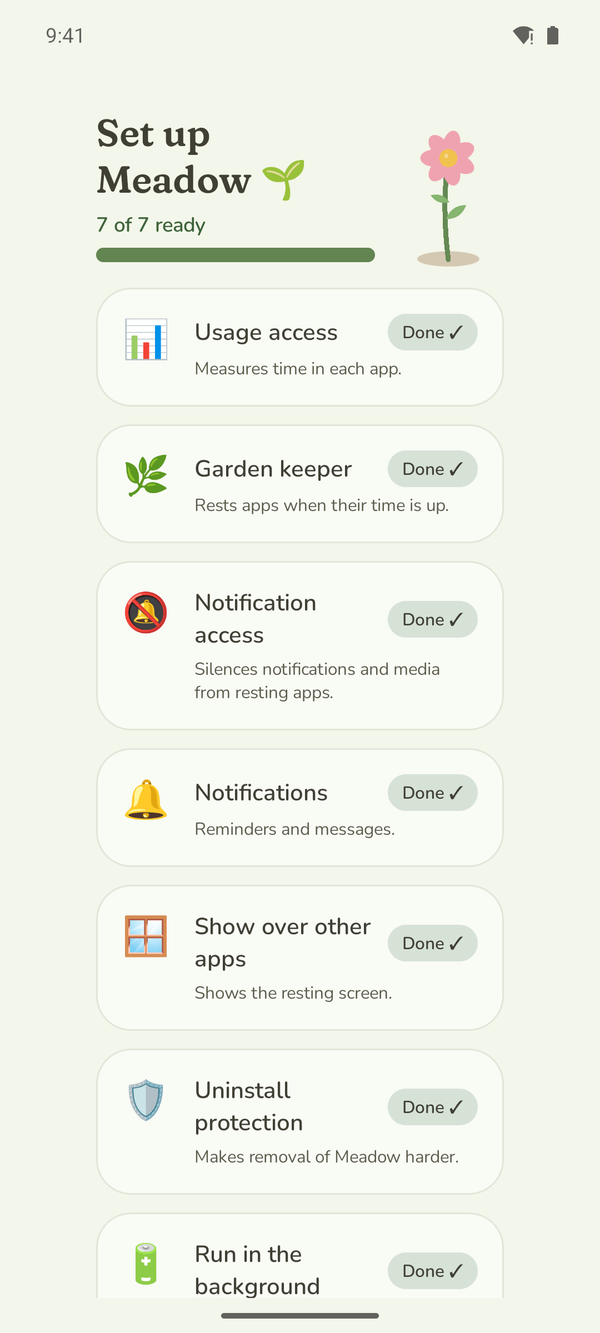 9:41
Set up
Meadow 🌱
7 of 7 ready
Usage access
Done ✓
Measures time in each app.
Garden keeper
Done ✓
Rests apps when their time is up.
Notification
access
Done ✓
Silences notifications and media
from resting apps.
Notifications
Done ✓
Reminders and messages.
Show over other
apps
Done ✓
Shows the resting screen.
Uninstall
protection
Done ✓
Makes removal of Meadow harder.
Run in the
background
Done ✓